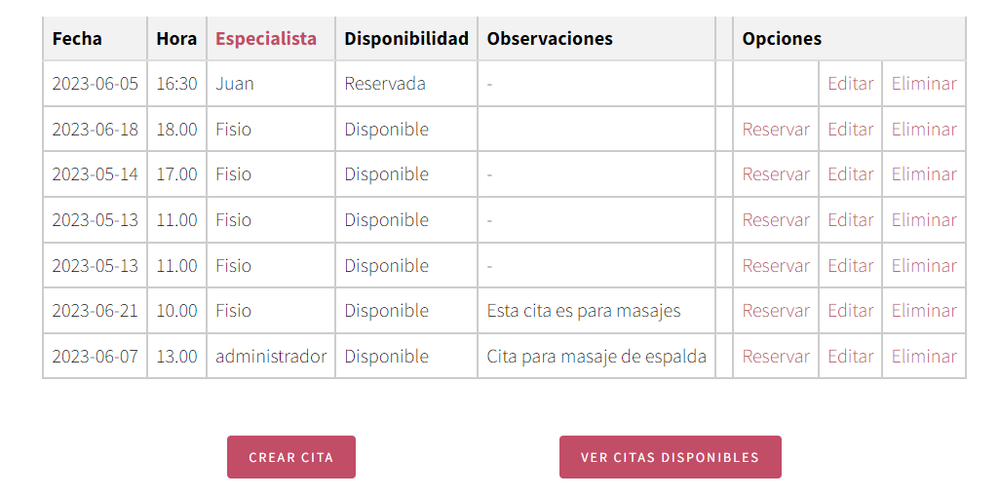 Fecha Hora Especialista Disponibilidad Observaciones Opciones
2023-06-05 16:30 Juan Reservada - Editar Eliminar
2023-06-18 18.00 Fisio Disponible Reservar Editar Eliminar
2023-05-14 17.00 Fisio Disponible - Reservar Editar Eliminar
2023-05-13 11.00 Fisio Disponible - Reservar Editar Eliminar
2023-05-13 11.00 Fisio Disponible - Reservar Editar Eliminar
2023-06-21 10.00 Fisio Disponible Esta cita es para masajes Reservar Editar Eliminar
2023-06-07 13.00 administrador Disponible Cita para masaje de espalda Reservar Editar Eliminar
CREAR CITA VER CITAS DISPONIBLES